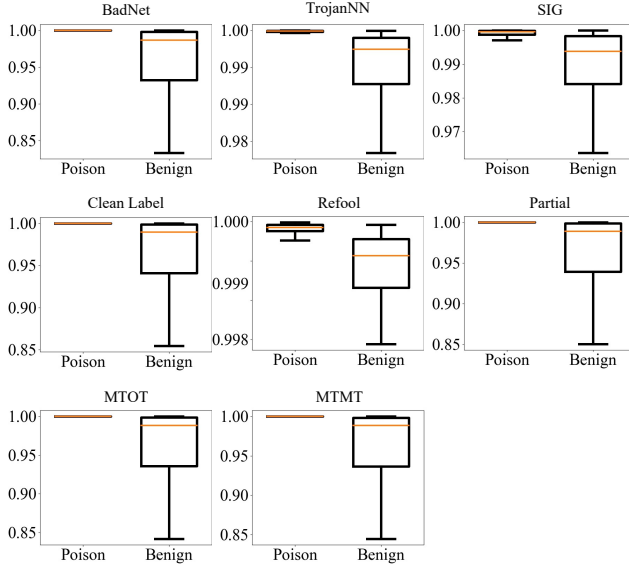 BadNet
1.00
0.95
0.90
0.85
Poison
Benign
TrojanNN
1.00
0.99
0.99
0.98
Poison
Benign
SIG
1.00
0.99
0.98
0.97
Poison
Benign
Clean Label
1.00
0.95
0.90
0.85
Poison
Benign
Refool
1.000
0.999
0.998
Poison
Benign
Partial
1.00
0.95
0.90
0.85
Poison
Benign
MTOT
1.00
0.95
0.90
0.85
Poison
Benign
MTMT
1.00
0.95
0.90
0.85
Poison
Benign